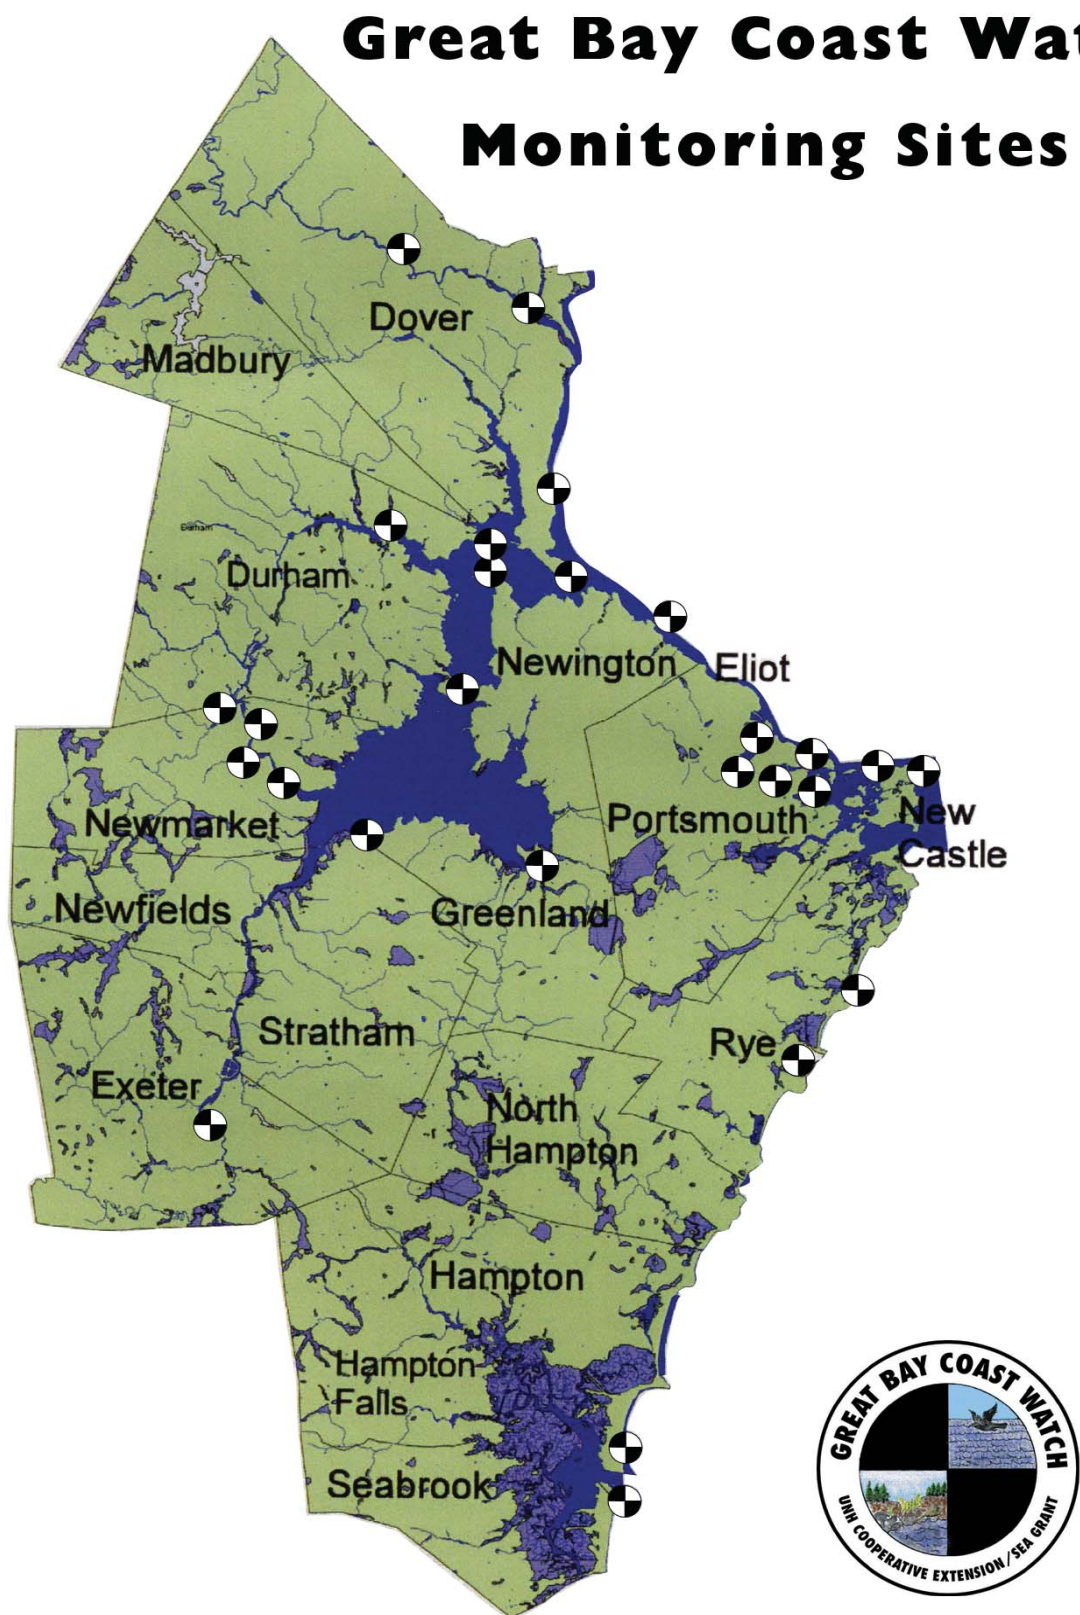 Great Bay Coast Wat
Monitoring Sites
Dover
Madbury
Durham
Durham
Newington
Eliot
Portsmouth
New
Castle
Newmarket
Newfields
Greenland
Stratham
Rye
Exeter
North
Hampton
Hampton
Hampton
Falls
Seabrook
GREAT BAY COAST WATCH
UNH COOPERATIVE EXTENSION/SEA GRANT